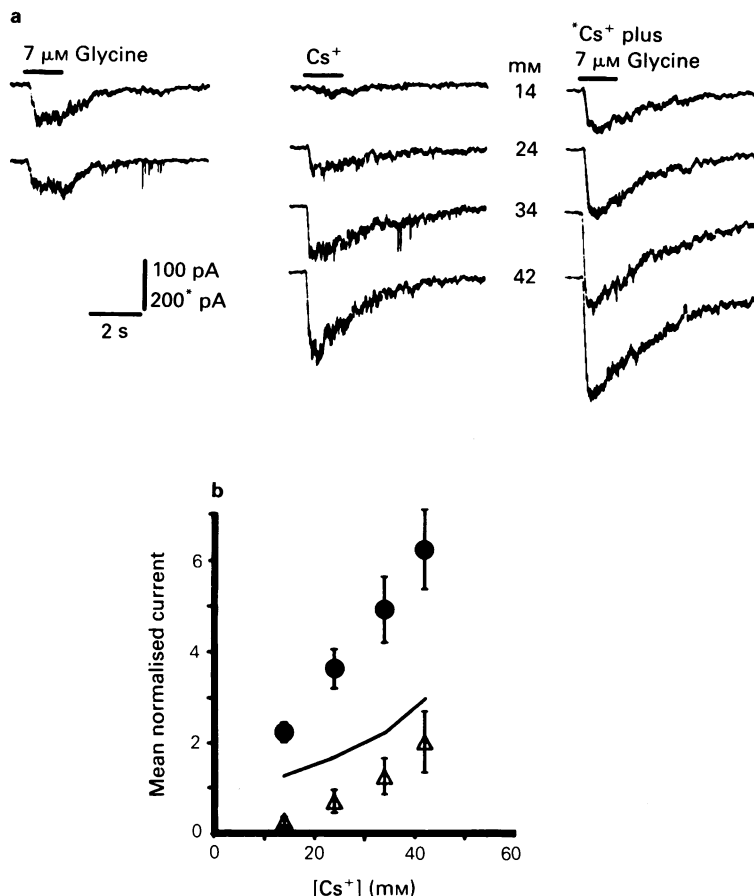 a
7 μM Glycine
Cs⁺
mM
*Cs⁺ plus
7 μM Glycine
14
24
34
42
100 pA
200* pA
2 s
b
Mean normalised current
6
4
2
0
0 20 40 60
[Cs⁺] (mM)